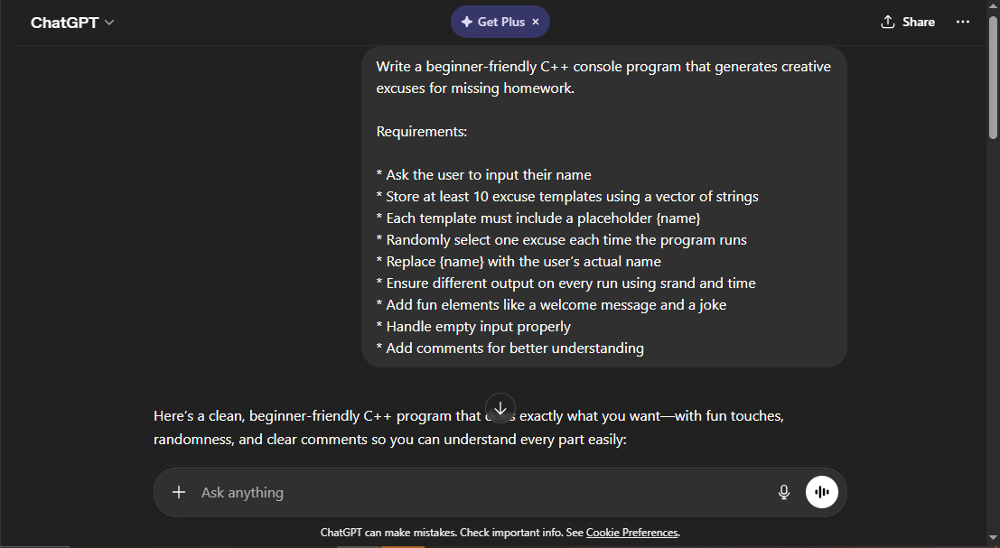 ChatGPT
Get Plus ×
Share
Write a beginner-friendly C++ console program that generates creative
excuses for missing homework.
Requirements:
* Ask the user to input their name
* Store at least 10 excuse templates using a vector of strings
* Each template must include a placeholder {name}
* Randomly select one excuse each time the program runs
* Replace {name} with the user’s actual name
* Ensure different output on every run using srand and time
* Add fun elements like a welcome message and a joke
* Handle empty input properly
* Add comments for better understanding
Here’s a clean, beginner-friendly C++ program that exactly what you want—with fun touches,
randomness, and clear comments so you can understand every part easily:
Ask anything
ChatGPT can make mistakes. Check important info. See Cookie Preferences.